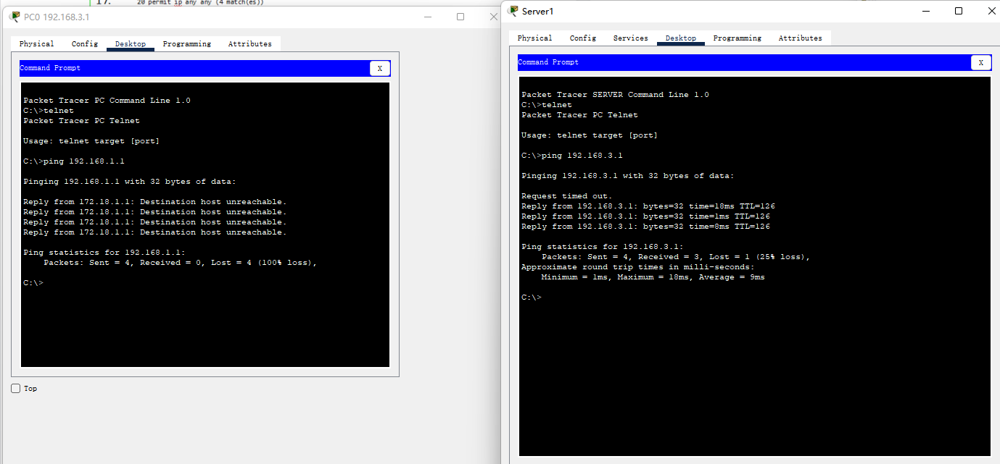 17. 20 permit ip any any (4 match(es))
PC0 192.168.3.1
Physical Config Desktop Programming Attributes
Command Prompt
X
Packet Tracer PC Command Line 1.0
C:\>telnet
Packet Tracer PC Telnet
Usage: telnet target [port]
C:\>ping 192.168.1.1
Pinging 192.168.1.1 with 32 bytes of data:
Reply from 172.18.1.1: Destination host unreachable.
Reply from 172.18.1.1: Destination host unreachable.
Reply from 172.18.1.1: Destination host unreachable.
Reply from 172.18.1.1: Destination host unreachable.
Ping statistics for 192.168.1.1:
Packets: Sent = 4, Received = 0, Lost = 4 (100% loss),
C:\>
Top
Server1
Physical Config Services Desktop Programming Attributes
Command Prompt
X
Packet Tracer SERVER Command Line 1.0
C:\>telnet
Packet Tracer PC Telnet
Usage: telnet target [port]
C:\>ping 192.168.3.1
Pinging 192.168.3.1 with 32 bytes of data:
Request timed out.
Reply from 192.168.3.1: bytes=32 time=18ms TTL=126
Reply from 192.168.3.1: bytes=32 time=1ms TTL=126
Reply from 192.168.3.1: bytes=32 time=8ms TTL=126
Ping statistics for 192.168.3.1:
Packets: Sent = 4, Received = 3, Lost = 1 (25% loss),
Approximate round trip times in milli-seconds:
Minimum = 1ms, Maximum = 18ms, Average = 9ms
C:\>